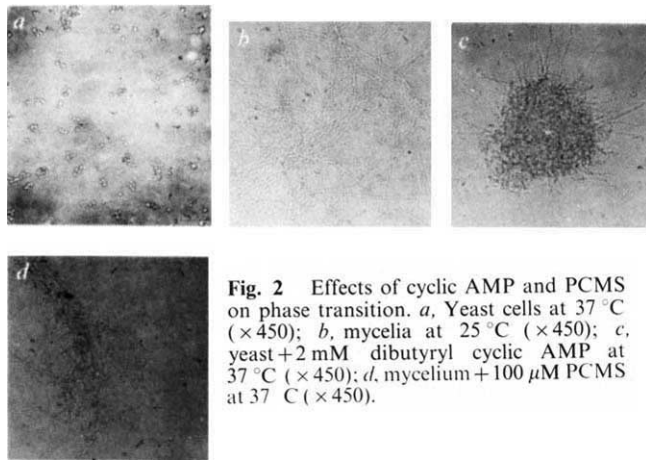 a
b
c
d
Fig. 2 Effects of cyclic AMP and PCMS
on phase transition. a, Yeast cells at 37 °C
(×450); b, mycelia at 25 °C (×450); c,
yeast+2 mM dibutyryl cyclic AMP at
37 °C (×450); d, mycelium+100 μM PCMS
at 37 C (×450).